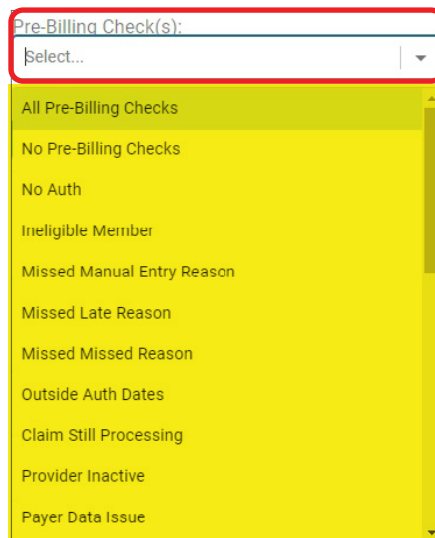 Pre-Billing Check(s):
Select...
All Pre-Billing Checks
No Pre-Billing Checks
No Auth
Ineligible Member
Missed Manual Entry Reason
Missed Late Reason
Missed Missed Reason
Outside Auth Dates
Claim Still Processing
Provider Inactive
Payer Data Issue